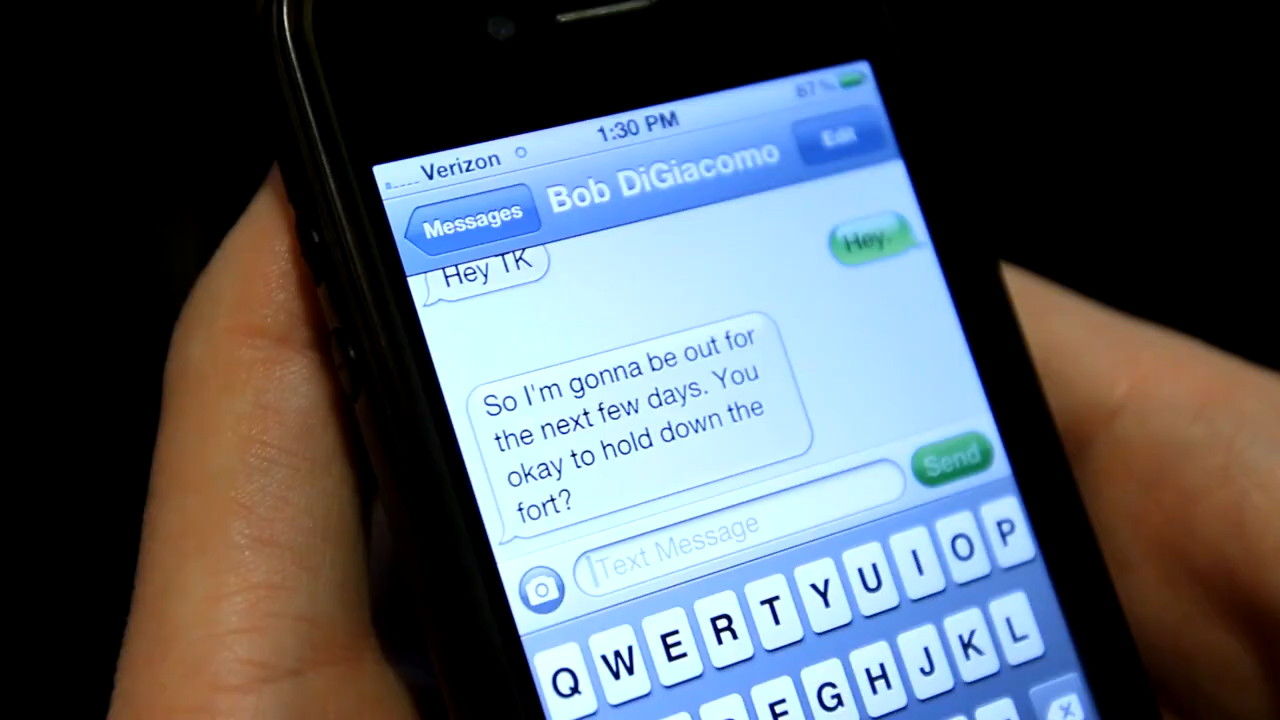 Verizon 1:30 PM 87%
Messages Bob DiGiacomo Edit
Hey TK
Hey.
So I'm gonna be out for
the next few days. You
okay to hold down the
fort?
Text Message Send
Q W E R T Y U I O P
F G H J K L